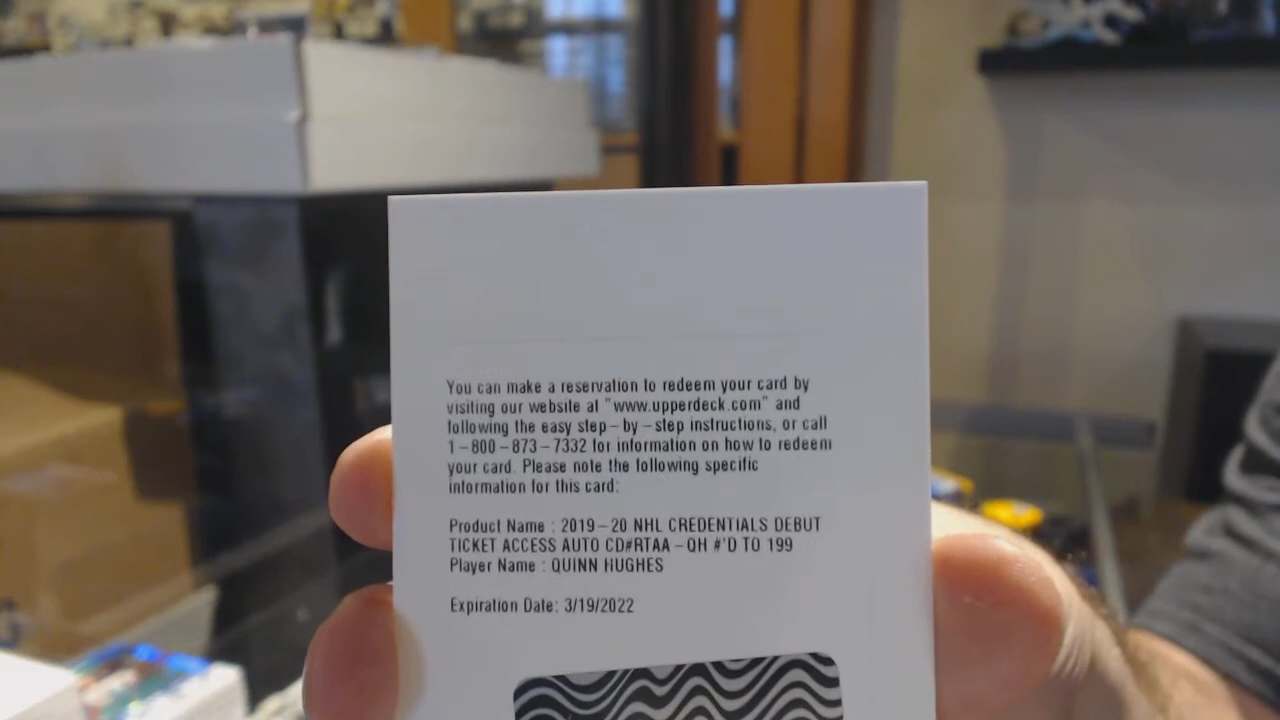 You can make a reservation to redeem your card by
visiting our website at "www.upperdeck.com" and
following the easy step-by-step instructions, or call
1-800-873-7332 for information on how to redeem
your card. Please note the following specific
information for this card:
Product Name : 2019-20 NHL CREDENTIALS DEBUT
TICKET ACCESS AUTO CD#RTAA-QH #'D TO 199
Player Name : QUINN HUGHES
Expiration Date: 3/19/2022